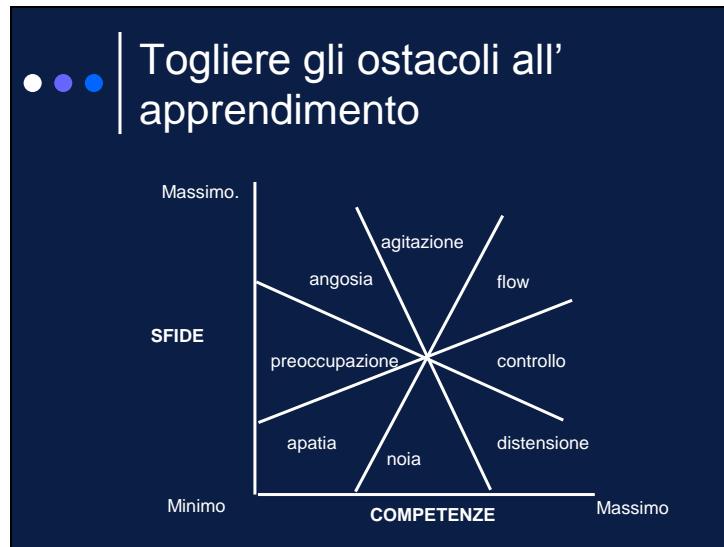 Togliere gli ostacoli all'
apprendimento
Massimo.
agitazione
angosia
flow
SFIDE
preoccupazione
controllo
apatia
noia
distensione
Minimo
COMPETENZE
Massimo